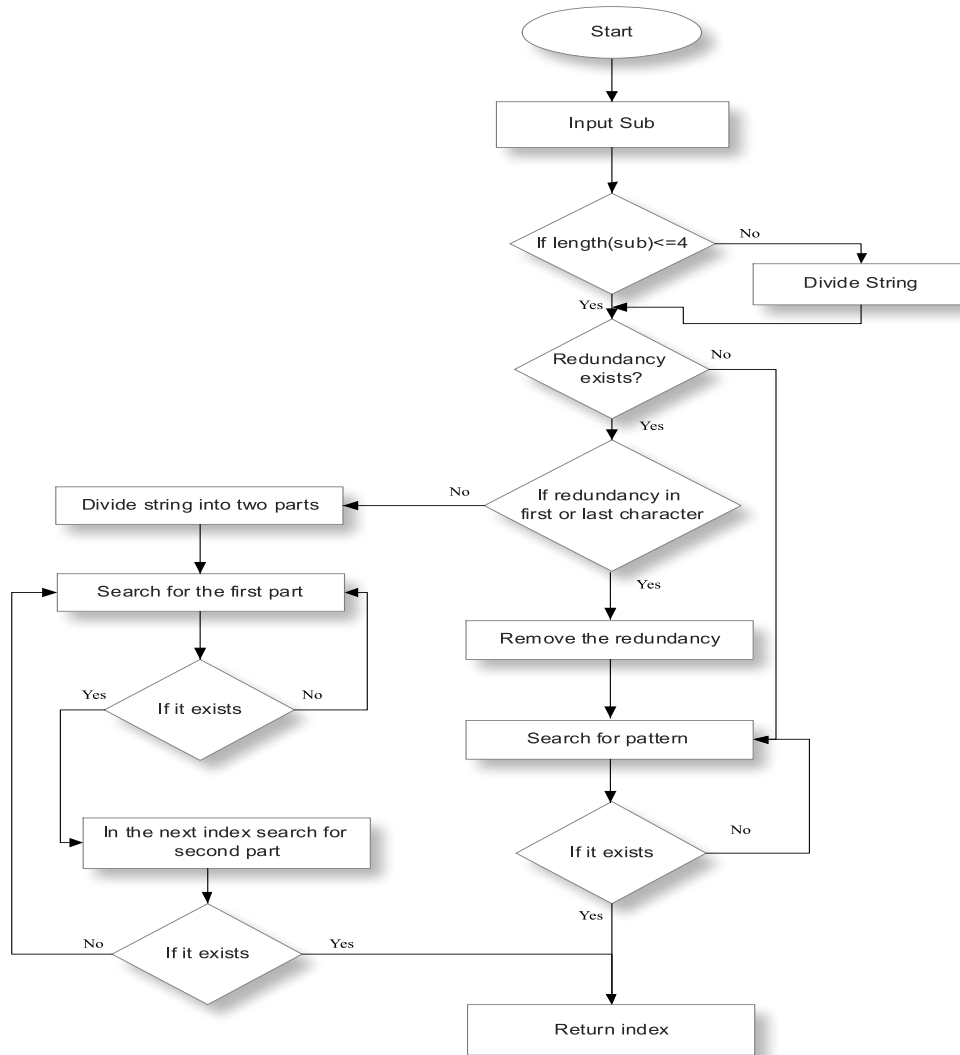 Start
Input Sub
If length(sub)<=4
No
Divide String
Yes
Redundancy
exists?
No
Yes
If redundancy in
first or last character
No
Divide string into two parts
Yes
Search for the first part
Remove the redundancy
If it exists
Yes
No
Search for pattern
In the next index search for
second part
If it exists
No
Yes
If it exists
No
Yes
Return index